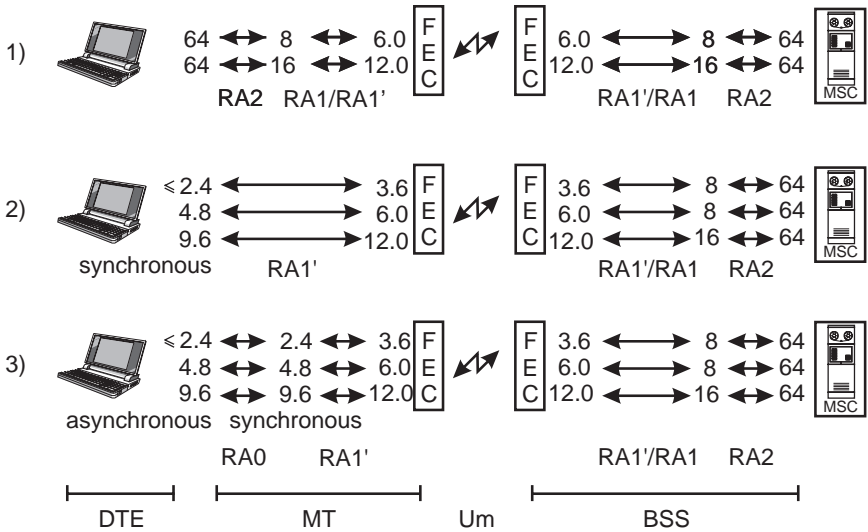 1) 64 8 6.0 F E C 6.0 8 64
64 16 12.0 12.0 16 64
RA2 RA1/RA1’ RA1'/RA1 RA2 MSC
2) ⩽ 2.4 3.6 F E C 3.6 8 64
4.8 6.0 6.0 8 64
9.6 12.0 12.0 16 64
synchronous RA1' RA1'/RA1 RA2 MSC
3) ⩽ 2.4 2.4 3.6 F E C 3.6 8 64
4.8 4.8 6.0 6.0 8 64
9.6 9.6 12.0 12.0 16 64
asynchronous synchronous MSC
RA0 RA1' RA1'/RA1 RA2
DTE MT Um BSS